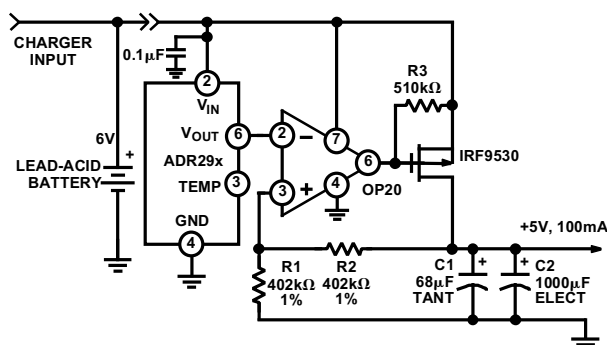 CHARGER
INPUT
0.1µF
2
VIN
R3
510kΩ
6V
+
LEAD-ACID
BATTERY
VOUT
6
ADR29x
TEMP
3
GND
4
2
–
7
3
+
4
6
OP20
IRF9530
+5V, 100mA
R1
402kΩ
1%
R2
402kΩ
1%
C1
68µF
TANT
+
C2
1000µF
ELECT
+